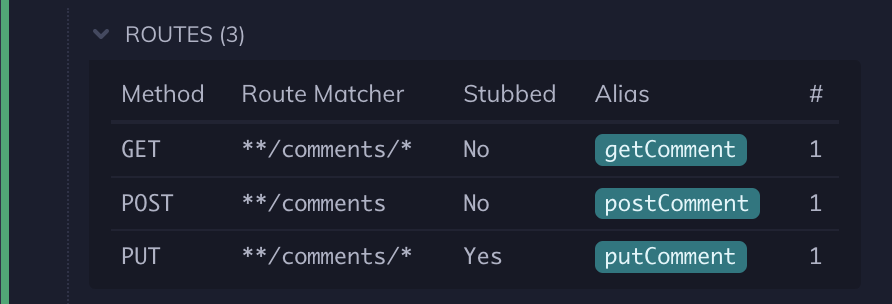 ROUTES (3)
Method Route Matcher Stubbed Alias #
GET **/comments/* No getComment 1
POST **/comments No postComment 1
PUT **/comments/* Yes putComment 1